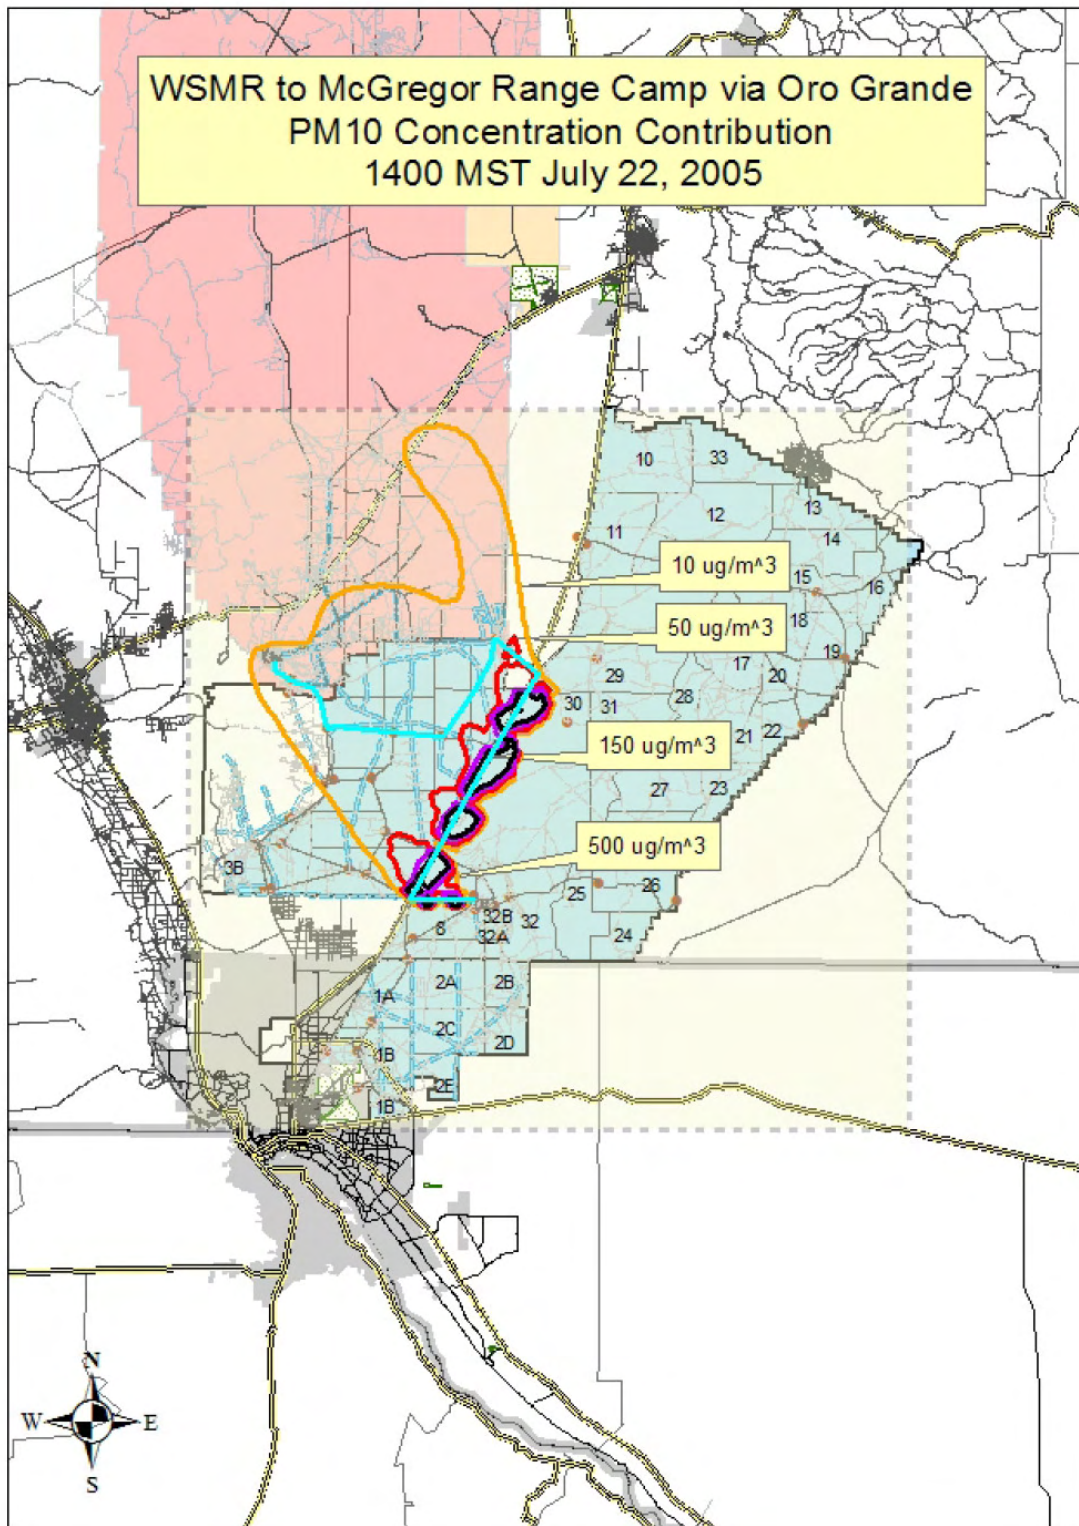 WSMR to McGregor Range Camp via Oro Grande
PM10 Concentration Contribution
1400 MST July 22, 2005
10
33
12
13
11
14
10 ug/m^3
15
16
50 ug/m^3
18
19
17
29
20
28
30
31
22
21
150 ug/m^3
27
23
500 ug/m^3
3B
25
26
32B
32
8
32A
24
2A
2B
1A
2C
2D
1B
2E
1B
N
W
E
S